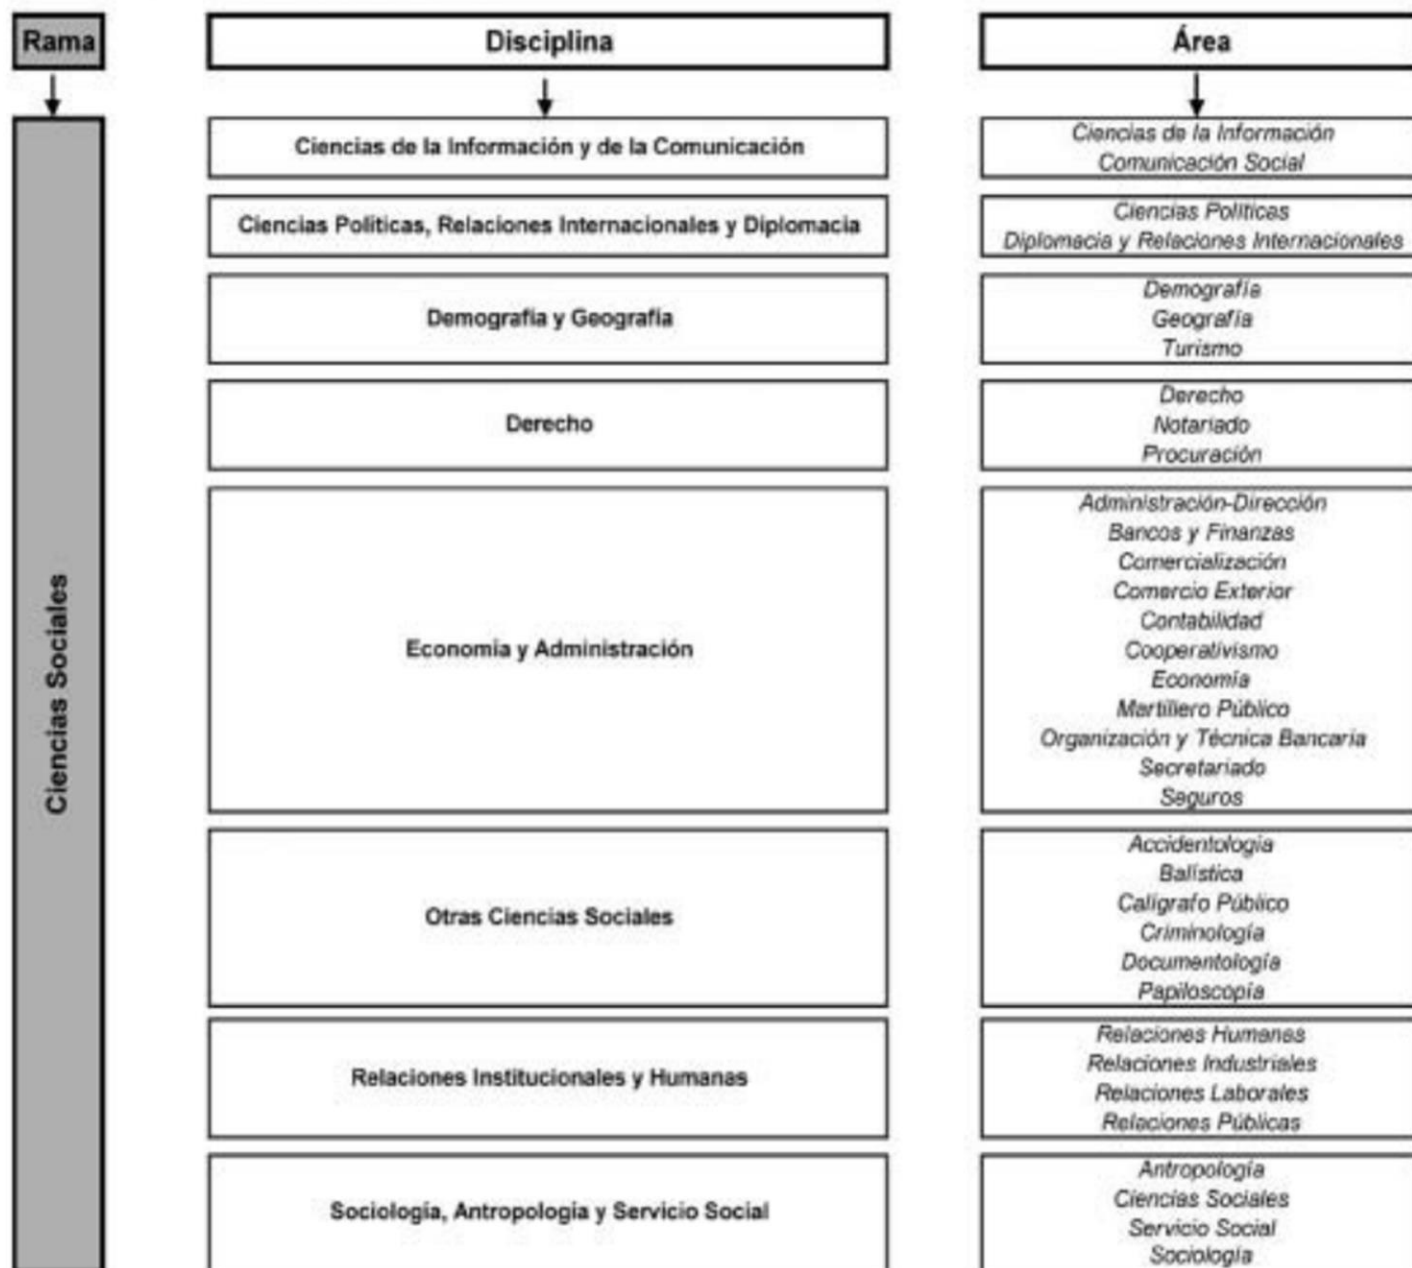 Rama
Disciplina
Área
Ciencias Sociales
Ciencias de la Información y de la Comunicación
Ciencias de la Información
Comunicación Social
Ciencias Políticas, Relaciones Internacionales y Diplomacia
Ciencias Políticas
Diplomacia y Relaciones Internacionales
Demografía y Geografía
Demografía
Geografía
Turismo
Derecho
Derecho
Notariado
Procuración
Economía y Administración
Administración-Dirección
Bancos y Finanzas
Comercialización
Comercio Exterior
Contabilidad
Cooperativismo
Economía
Martillero Público
Organización y Técnica Bancaria
Secretariado
Seguros
Otras Ciencias Sociales
Accidentología
Balística
Calígrafo Público
Criminología
Documentología
Papiloscopía
Relaciones Institucionales y Humanas
Relaciones Humanas
Relaciones Industriales
Relaciones Laborales
Relaciones Públicas
Sociología, Antropología y Servicio Social
Antropología
Ciencias Sociales
Servicio Social
Sociología